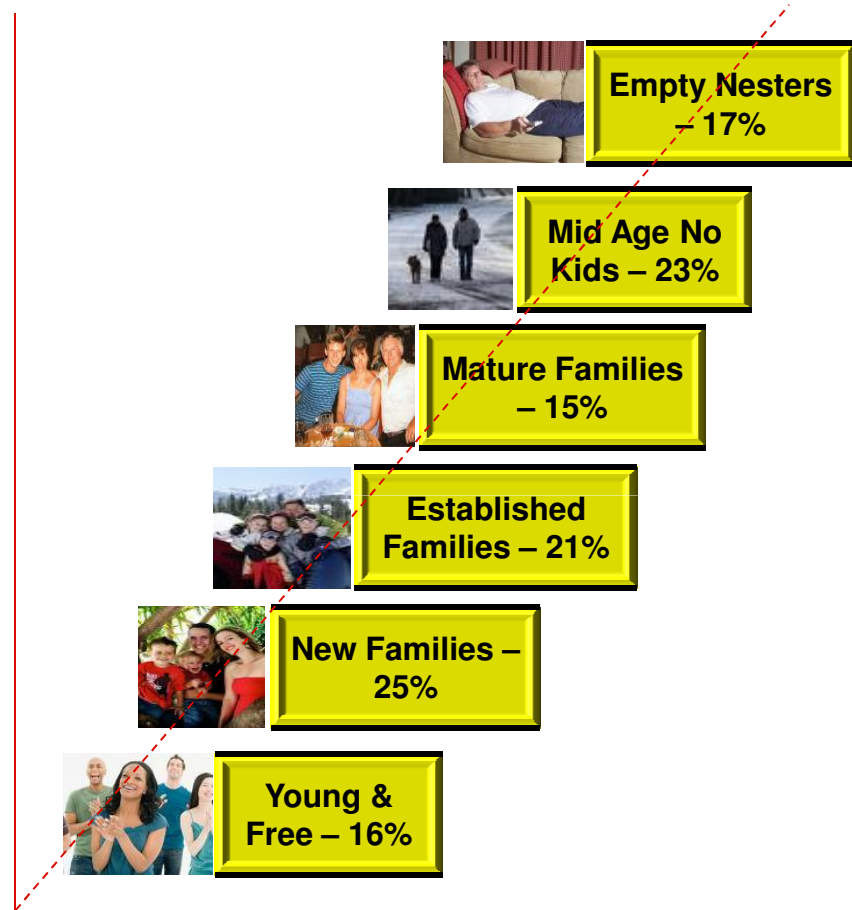 Empty Nesters
– 17%
Mid Age No
Kids – 23%
Mature Families
– 15%
Established
Families – 21%
New Families –
25%
Young &
Free – 16%